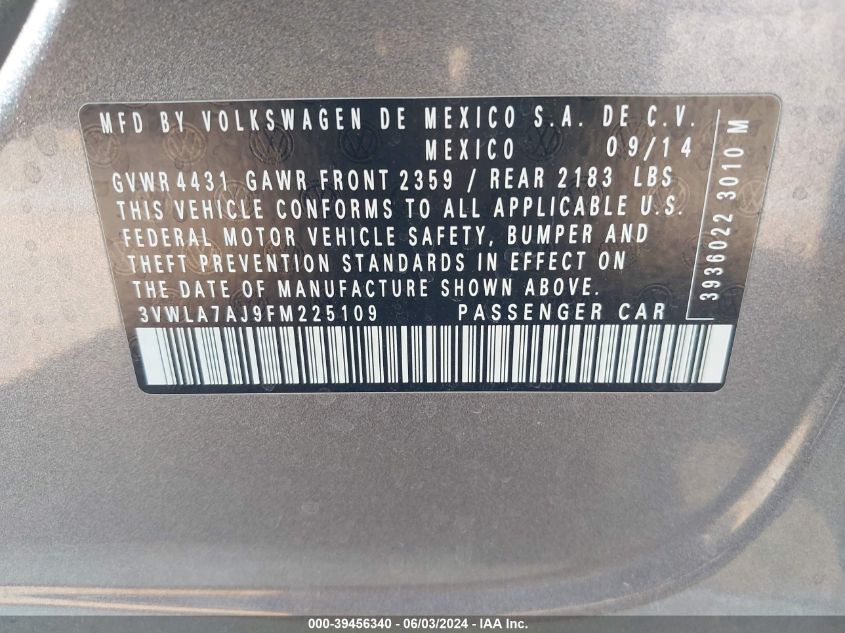 MFD BY VOLKSWAGEN DE MEXICO S.A. DE C.V.
MEXICO 09/14
GVWR 4431 GAWR FRONT 2359 / REAR 2183 LBS
THIS VEHICLE CONFORMS TO ALL APPLICABLE U.S.
FEDERAL MOTOR VEHICLE SAFETY, BUMPER AND
THEFT PREVENTION STANDARDS IN EFFECT ON
THE DATE OF MANUFACTURE SHOWN ABOVE.
3VWLA7AJ9FM225109 PASSENGER CAR
3936022 3010 M
000-39456340 - 06/03/2024 - IAA Inc.